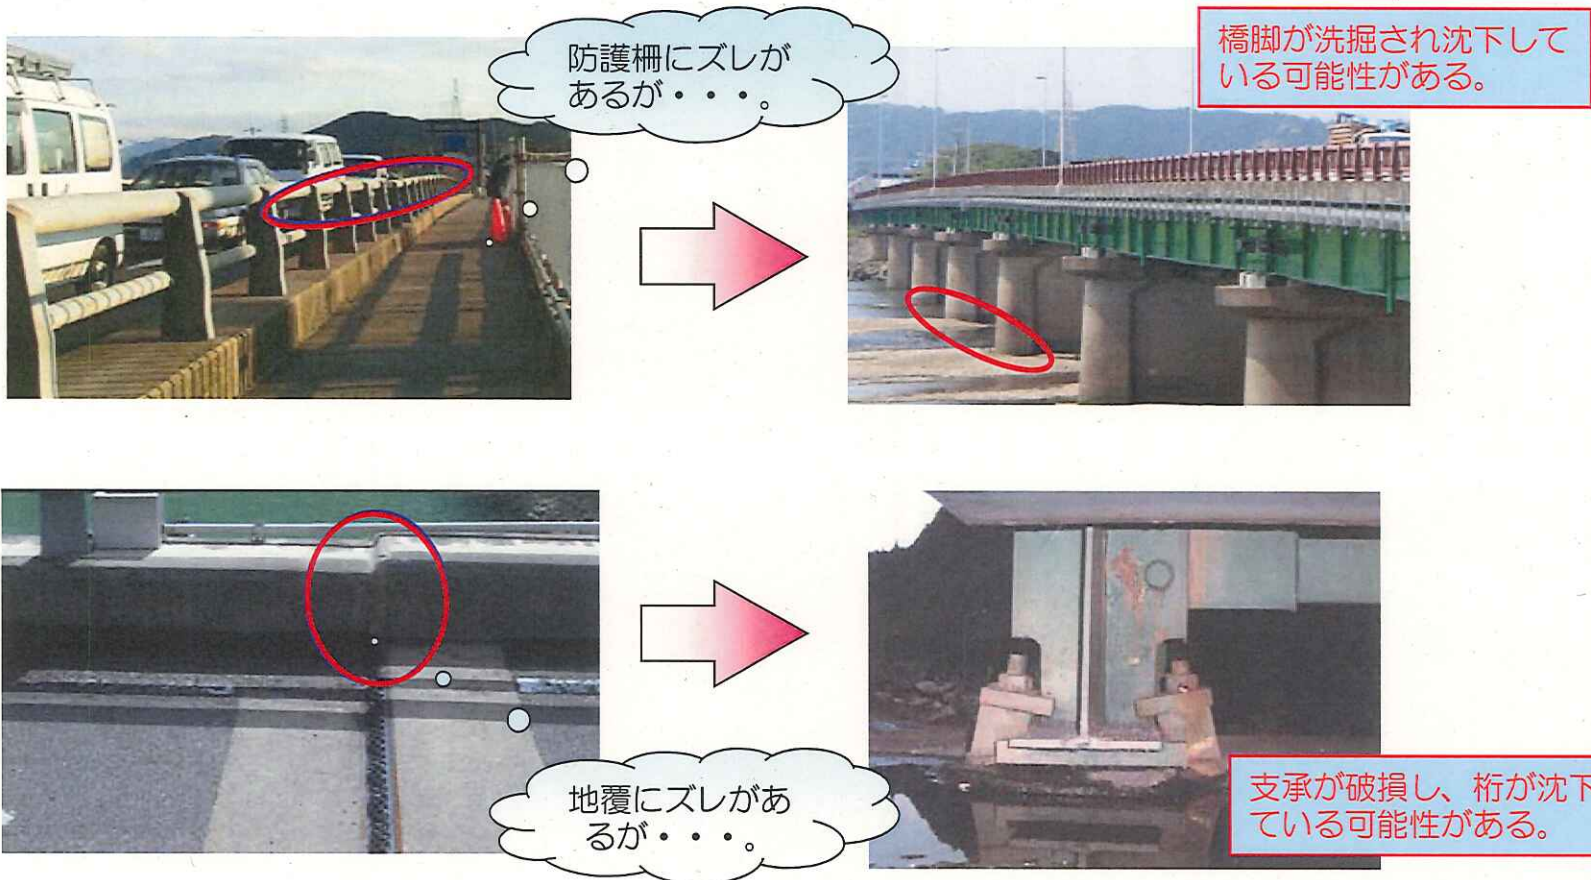 防護柵にズレが
あるが・・・。
橋脚が洗掘され沈下して
いる可能性がある。
地覆にズレがあ
るが・・・。
支承が破損し、桁が沈下
ている可能性がある。